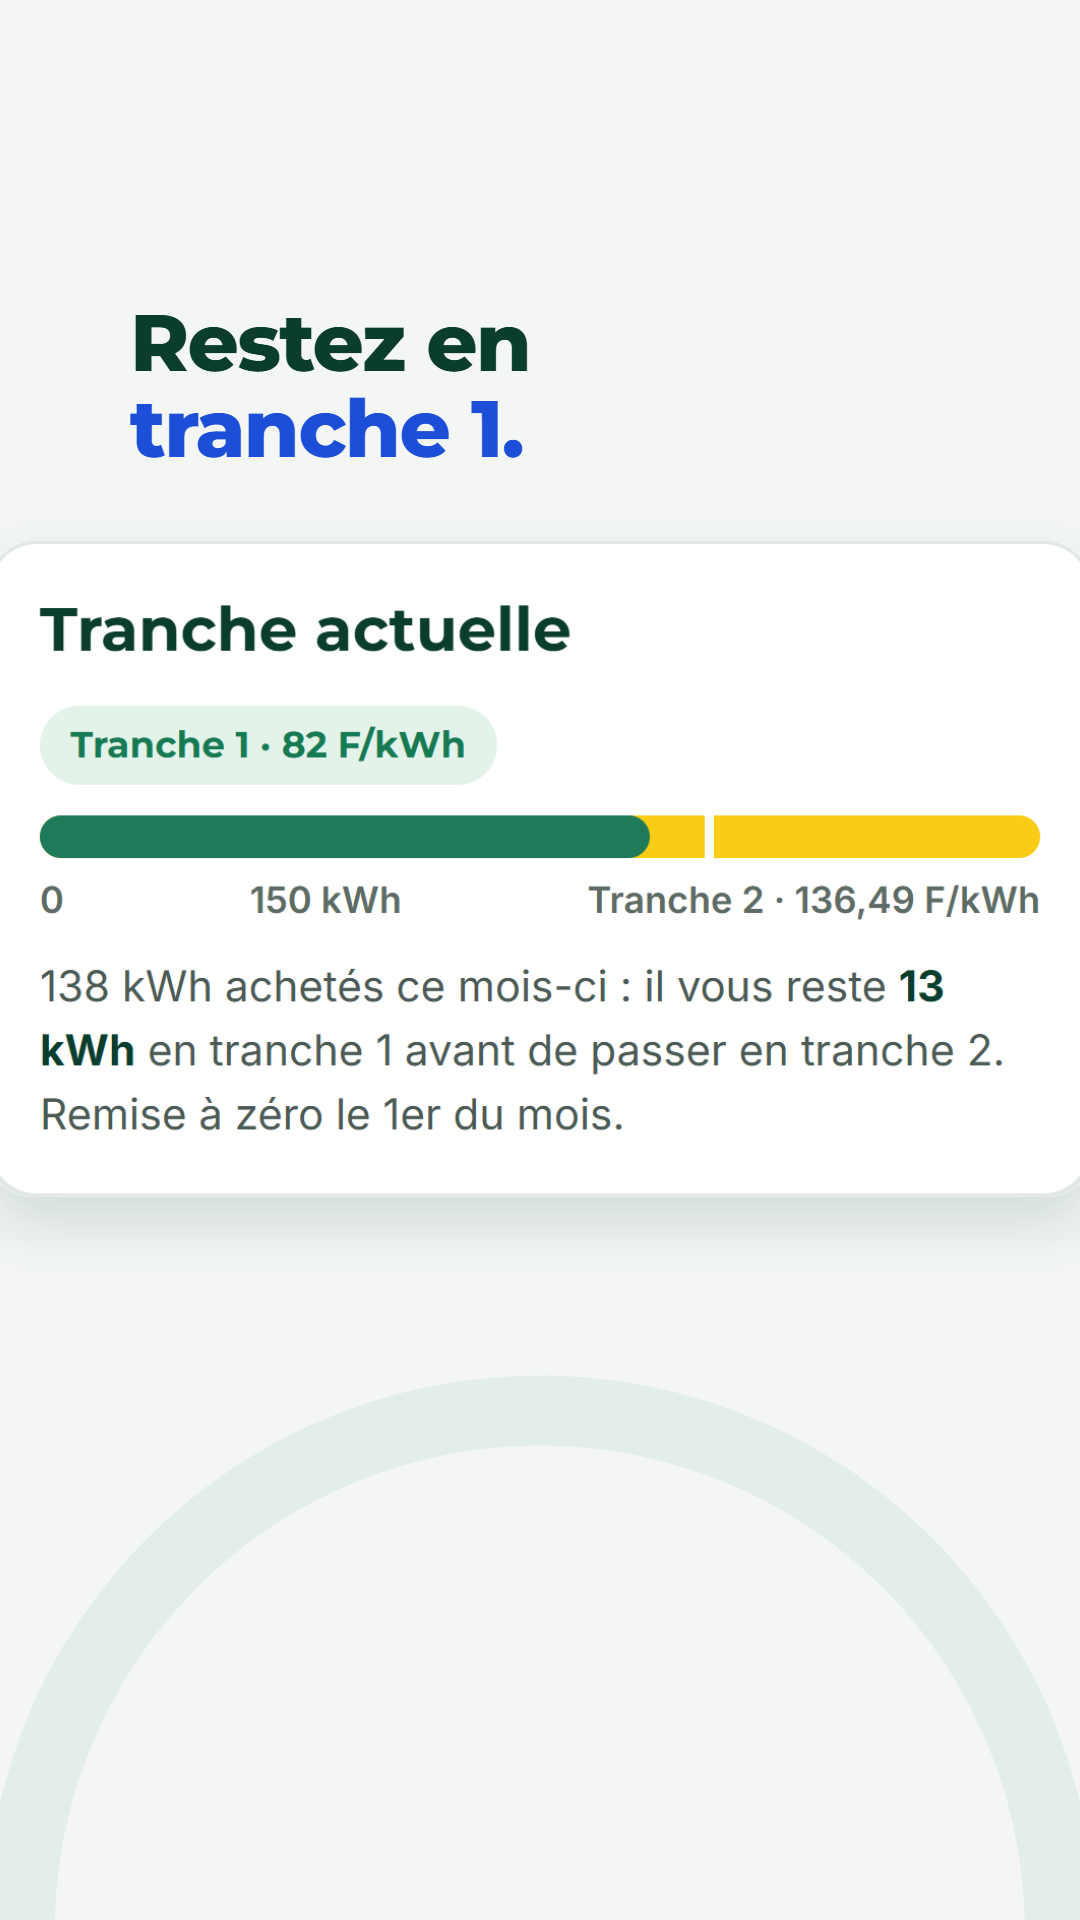 Restez en
tranche 1.
Tranche actuelle
Tranche 1 · 82 F/kWh
0 150 kWh Tranche 2 · 136,49 F/kWh
138 kWh achetés ce mois-ci : il vous reste 13
kWh en tranche 1 avant de passer en tranche 2.
Remise à zéro le 1er du mois.